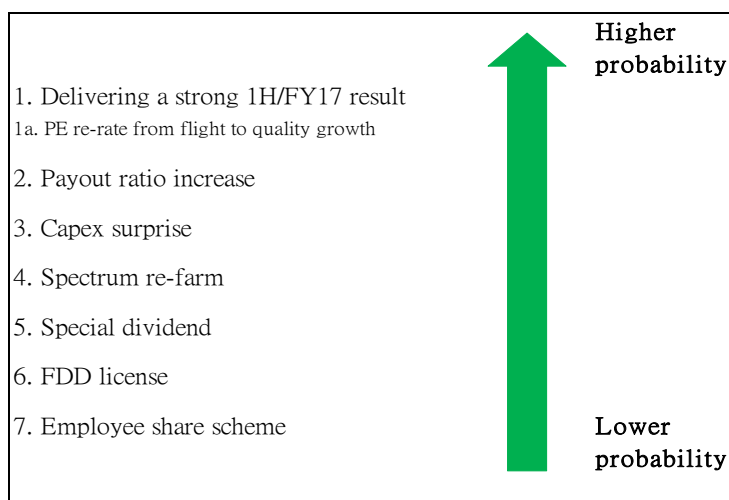 Higher
probability
1. Delivering a strong 1H/FY17 result
1a. PE re-rate from flight to quality growth
2. Payout ratio increase
3. Capex surprise
4. Spectrum re-farm
5. Special dividend
6. FDD license
7. Employee share scheme
Lower
probability